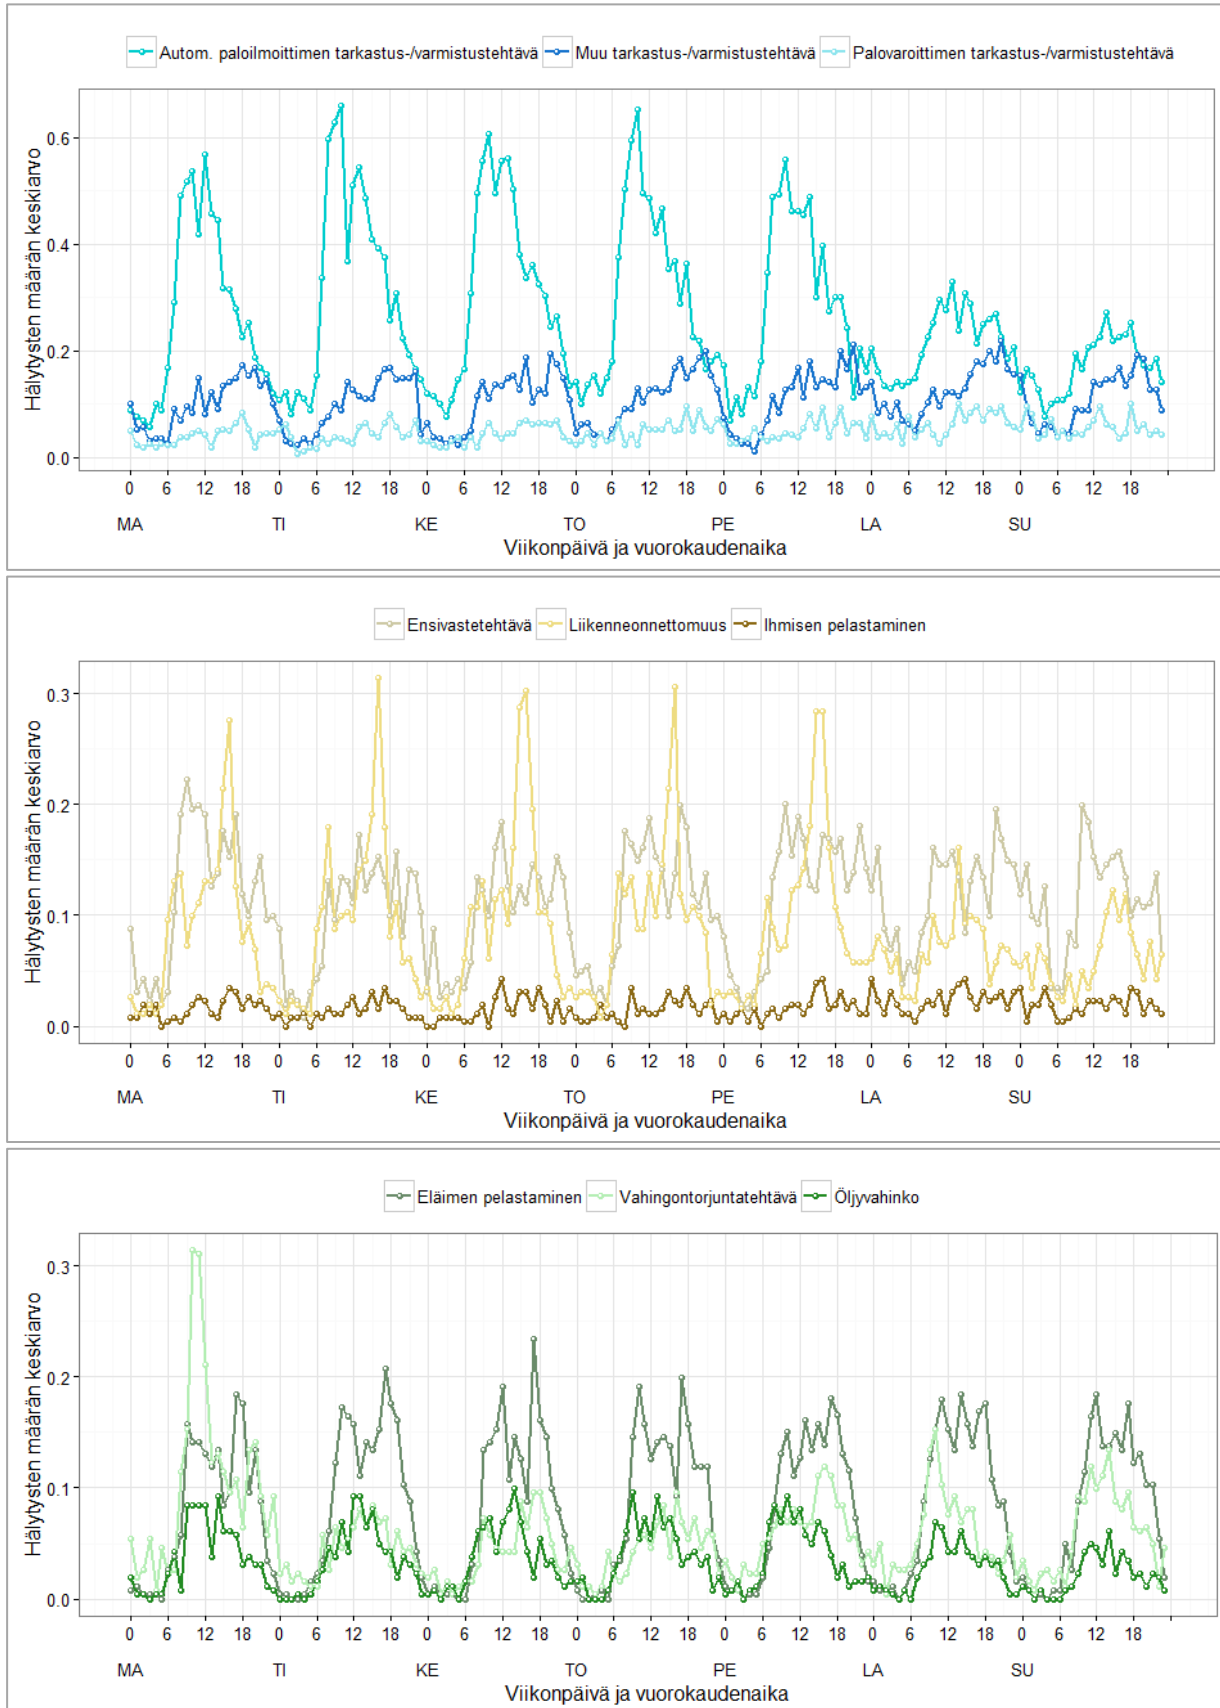 Autom. paloilmoittimen tarkastus-/varmistustehtävä Muu tarkastus-/varmistustehtävä Palovaroittimen tarkastus-/varmistustehtävä
Hälytysten määrän keskiarvo
0.6
0.4
0.2
0.0
0 6 12 18 0 6 12 18 0 6 12 18 0 6 12 18 0 6 12 18 0 6 12 18 0 6 12 18
MA TI KE TO PE LA SU
Viikonpäivä ja vuorokaudenaika
Ensivastetehtävä Liikenneonnettomuus Ihmisen pelastaminen
Hälytysten määrän keskiarvo
0.3
0.2
0.1
0.0
0 6 12 18 0 6 12 18 0 6 12 18 0 6 12 18 0 6 12 18 0 6 12 18 0 6 12 18
MA TI KE TO PE LA SU
Viikonpäivä ja vuorokaudenaika
Eläimen pelastaminen Vahingontorjuntatehtävä Öljyvahinko
Hälytysten määrän keskiarvo
0.3
0.2
0.1
0.0
0 6 12 18 0 6 12 18 0 6 12 18 0 6 12 18 0 6 12 18 0 6 12 18 0 6 12 18
MA TI KE TO PE LA SU
Viikonpäivä ja vuorokaudenaika